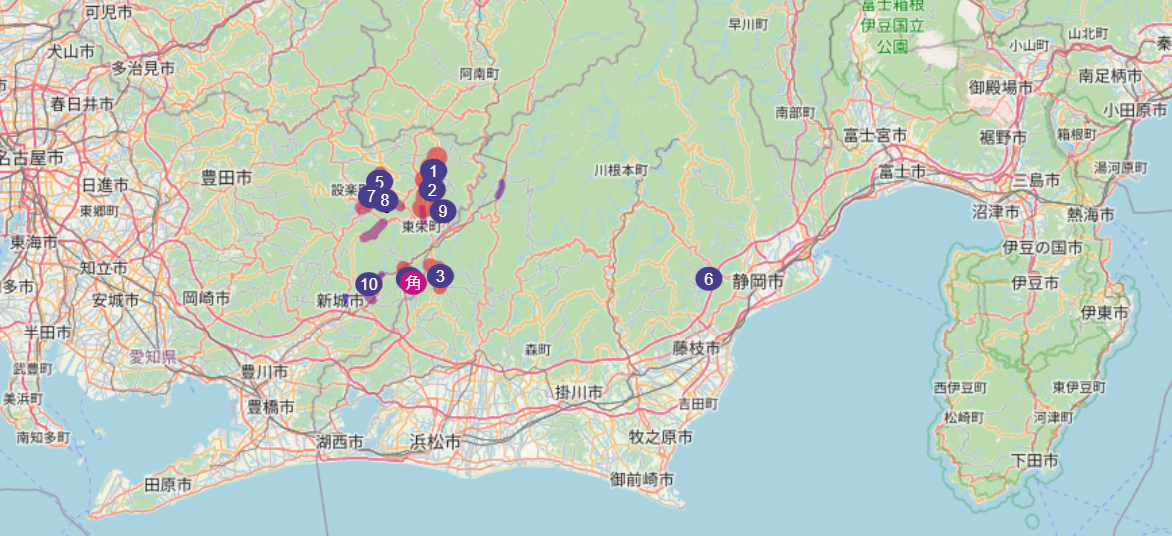 可児市
犬山市
多治見市
春日井市
名古屋市
日進市
東郷町
豊田市
東海市
知立市
安城市
岡崎市
半田市
愛知県
武豊町
美浜町
南知多町
豊川市
豊橋市
田原市
湖西市
浜松市
新城市
東栄町
阿南町
1
2
5
7
8
9
10
角
3
6
川根本町
森町
掛川市
御前崎市
牧之原市
吉田町
藤枝市
静岡市
早川町
南部町
富士箱根
伊豆国立
公園
富士宮市
富士市
小山町
山北町
御殿場市
南足柄市
小田原市
裾野市
箱根町
湯河原町
三島市
沼津市
熱海市
伊豆の国市
伊豆市
伊東市
西伊豆町
東伊豆町
松崎町
河津町
下田市